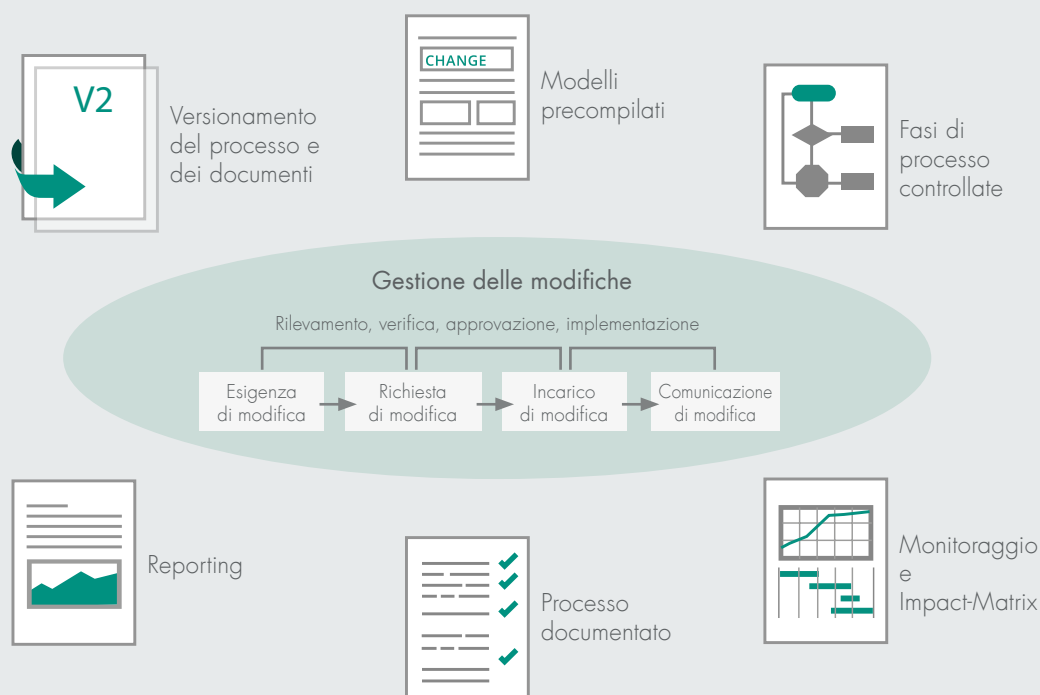 V2
Versionamento
del processo e
dei documenti
CHANGE
Modelli
precompilati
Fasi di
processo
controllate
Gestione delle modifiche
Rilevamento, verifica, approvazione, implementazione
Esigenza
di modifica
Richiesta
di modifica
Incarico
di modifica
Comunicazione
di modifica
Reporting
Processo
documentato
Monitoraggio
e
Impact-Matrix